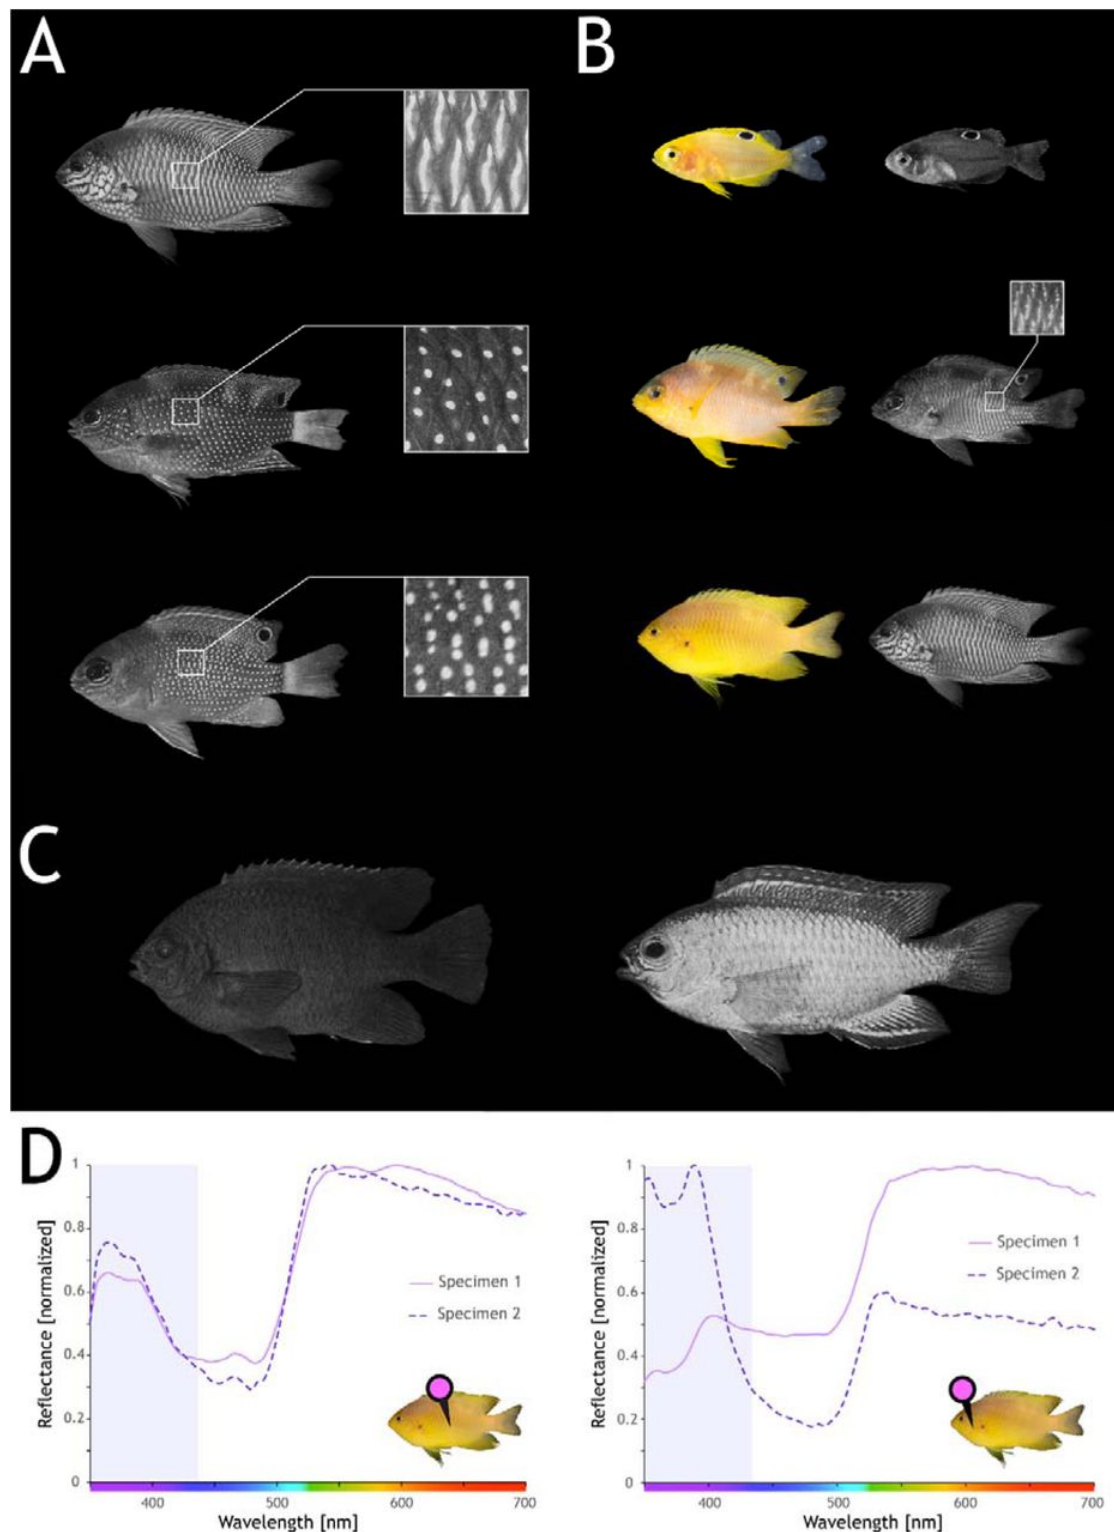 A
B
C
D
Reflectance [normalized]
1
0.8
0.6
0.4
0.2
0
Specimen 1
Specimen 2
400
500
600
700
Wavelength [nm]
Reflectance [normalized]
1
0.8
0.6
0.4
0.2
0
Specimen 1
Specimen 2
400
500
600
700
Wavelength [nm]